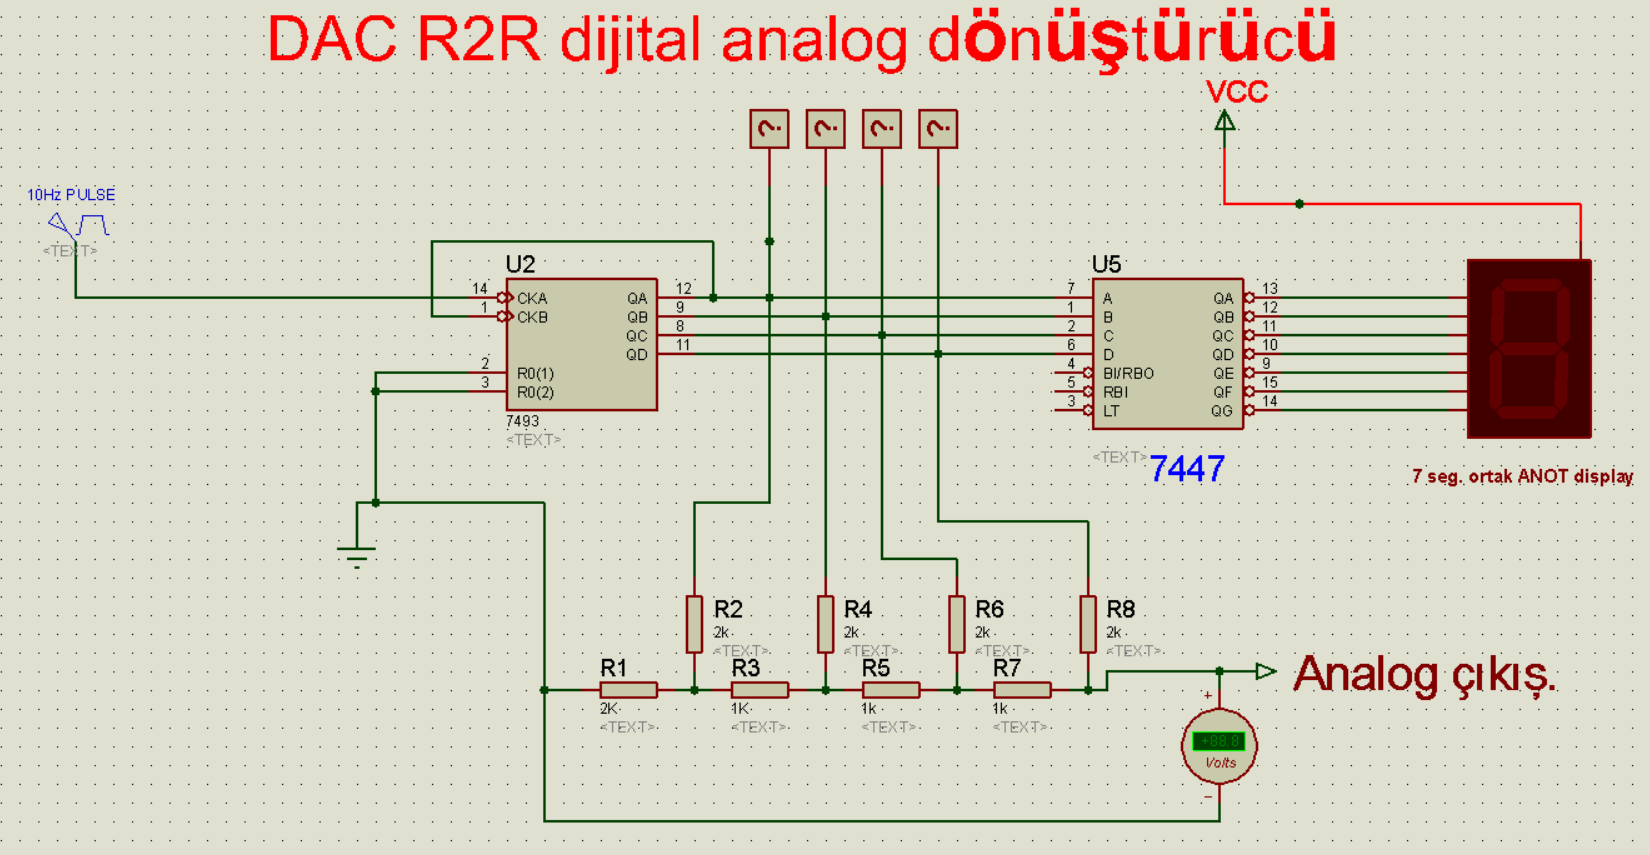 DAC R2R dijital analog dönüştürücü
VCC
? ? ? ?
10Hz PULSE
<TEXT>
U2
14 CKA QA 12
1 CKB QB 9
QC 8
QD 11
2 R0(1)
3 R0(2)
7493
<TEXT>
U5
7 A QA 13
1 B QB 12
2 C QC 11
6 D QD 10
4 BI/RBO QE 9
5 RBI QF 15
3 LT QG 14
<TEXT> 7447
7 seg. ortak ANOT display
R2
2k
<TEXT>
R4
2k
<TEXT>
R6
2k
<TEXT>
R8
2k
<TEXT>
R1
2K
<TEXT>
R3
1K
<TEXT>
R5
1k
<TEXT>
R7
1k
<TEXT>
Analog çıkış.
+
+88.8
Volts
−